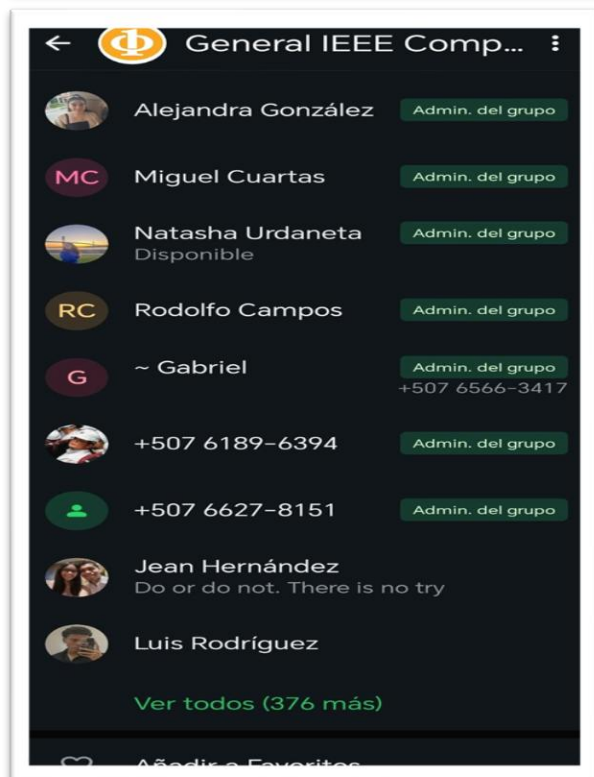 General IEEE Comp...
Alejandra González Admin. del grupo
MC Miguel Cuartas Admin. del grupo
Natasha Urdaneta Admin. del grupo
Disponible
RC Rodolfo Campos Admin. del grupo
G ~ Gabriel Admin. del grupo
+507 6566-3417
+507 6189-6394 Admin. del grupo
+507 6627-8151 Admin. del grupo
Jean Hernández
Do or do not. There is no try
Luis Rodríguez
Ver todos (376 más)
Añadir a Favoritos